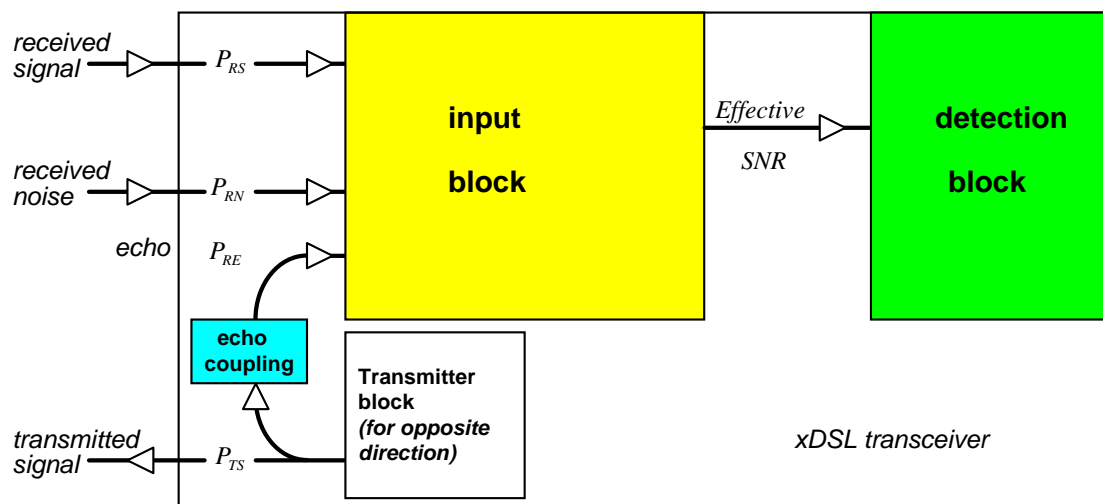 received
signal
P_RS
input
block
Effective
SNR
detection
block
received
noise
P_RN
echo
P_RE
echo
coupling
Transmitter
block
(for opposite
direction)
transmitted
signal
P_TS
xDSL transceiver